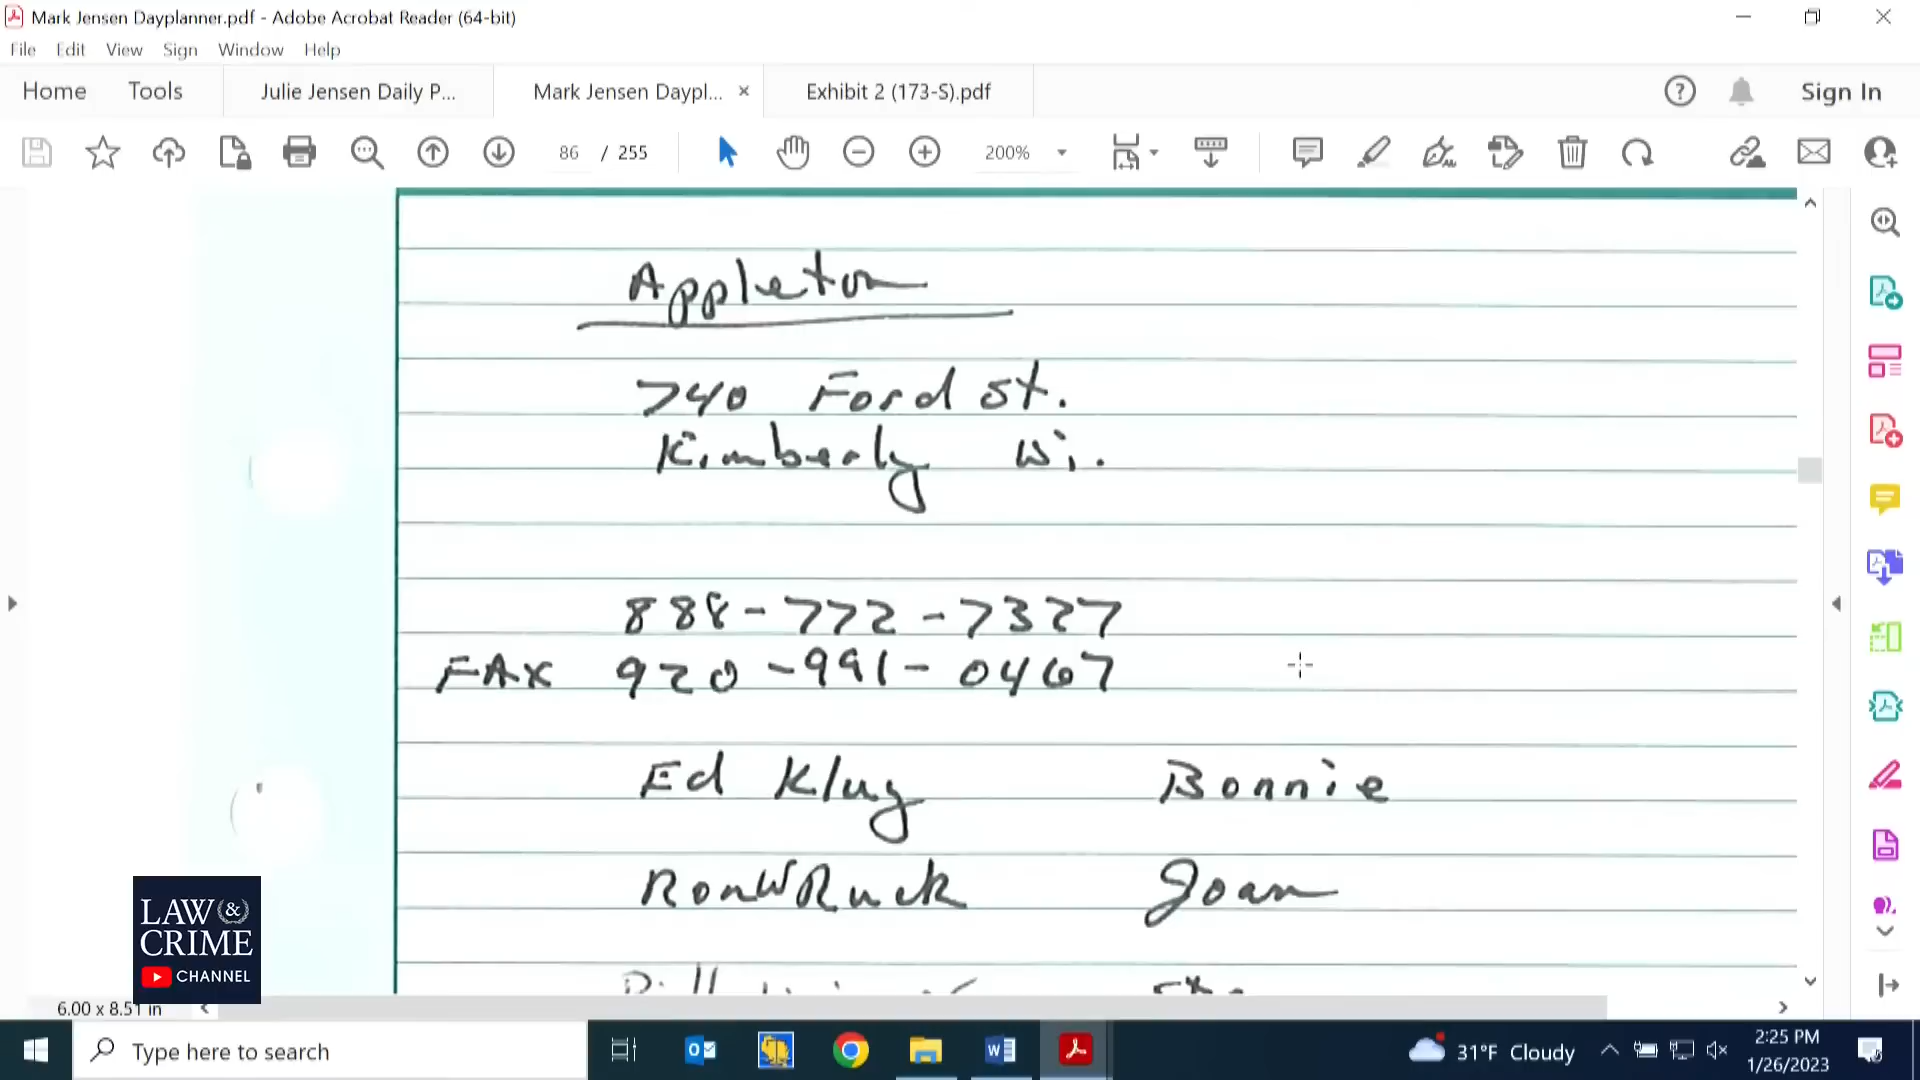 Mark Jensen Dayplanner.pdf - Adobe Acrobat Reader (64-bit)
File Edit View Sign Window Help
Home Tools Julie Jensen Daily P... Mark Jensen Daypl... × Exhibit 2 (173-S).pdf Sign In
86 / 255 200%
Appleton
740 Ford St.
Kimberly Wi.
888-772-7327
FAX 920-991-0467
Ed Klug Bonnie
Ron W Ruck Joan
LAW &
CRIME
CHANNEL
6.00 x 8.51 in
Type here to search
31°F Cloudy
2:25 PM
1/26/2023